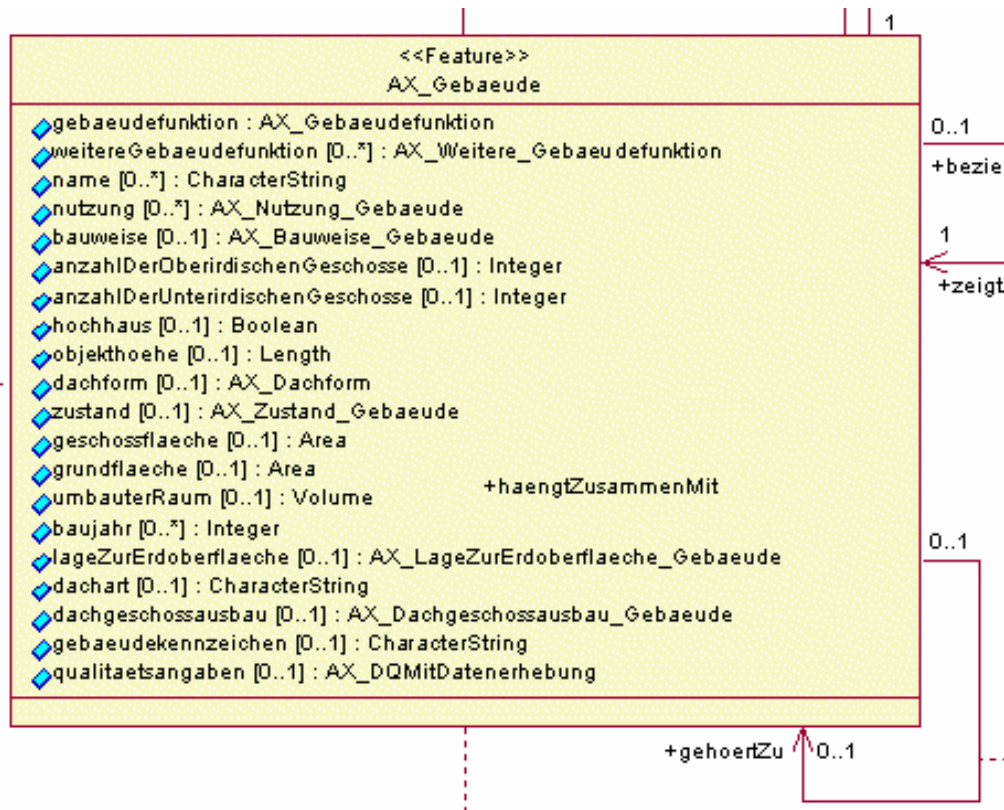 1
<<Feature>>
AX_Gebaeude
gebaeudefunktion : AX_Gebaeudefunktion
weitereGebaeudefunktion [0..*] : AX_Weitere_Gebaeudefunktion
name [0..*] : CharacterString
nutzung [0..*] : AX_Nutzung_Gebaeude
bauweise [0..1] : AX_Bauweise_Gebaeude
anzahlDerOberirdischenGeschosse [0..1] : Integer
anzahlDerUnterirdischenGeschosse [0..1] : Integer
hochhaus [0..1] : Boolean
objekthoehe [0..1] : Length
dachform [0..1] : AX_Dachform
zustand [0..1] : AX_Zustand_Gebaeude
geschossflaeche [0..1] : Area
grundflaeche [0..1] : Area
umbauterRaum [0..1] : Volume
baujahr [0..*] : Integer
lageZurErdoberflaeche [0..1] : AX_LageZurErdoberflaeche_Gebaeude
dachart [0..1] : CharacterString
dachgeschossausbau [0..1] : AX_Dachgeschossausbau_Gebaeude
gebaeudekennzeichen [0..1] : CharacterString
qualitaetsangaben [0..1] : AX_DQMitDatenerhebung
+haengtZusammenMit
0..1
+bezie
1
+zeigt
0..1
+gehoertZu
0..1